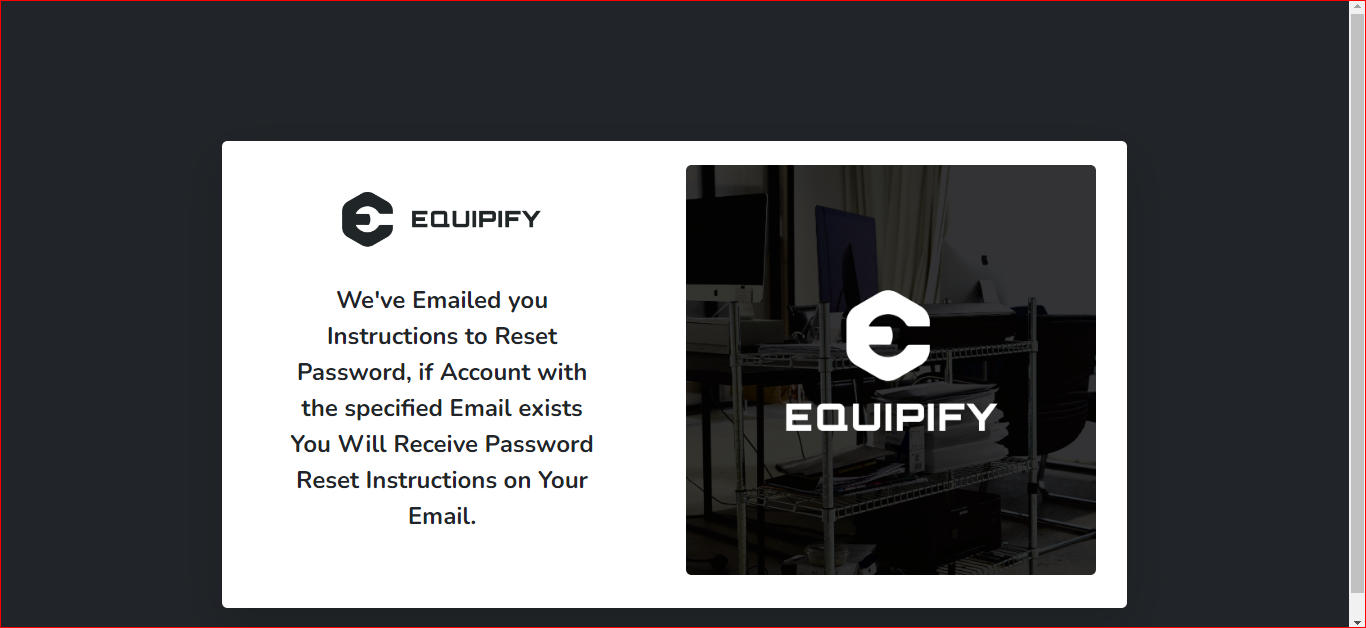 EQUIPIFY
We've Emailed you
Instructions to Reset
Password, if Account with
the specified Email exists
You Will Receive Password
Reset Instructions on Your
Email.
EQUIPIFY